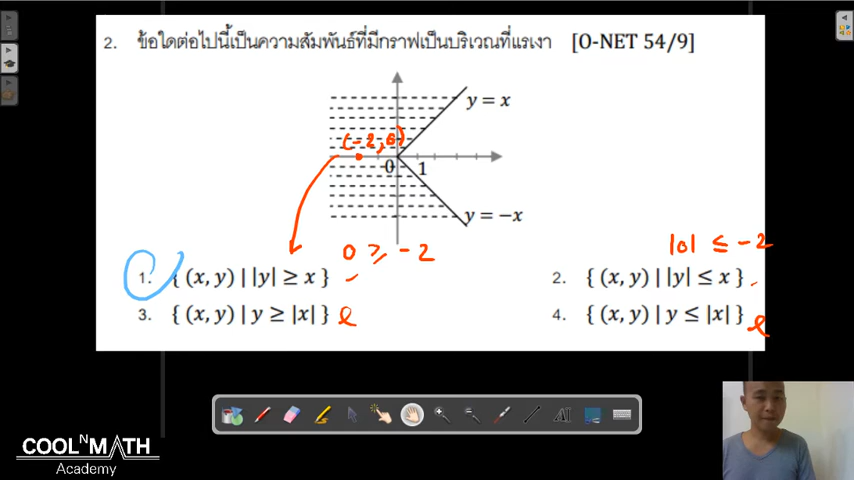 2. ข้อใดต่อไปนี้เป็นความสัมพันธ์ที่มีกราฟเป็นบริเวณที่แรเงา [O-NET 54/9]
y = x
(-2, 0)
0 1
y = -x
0 ≥ -2
|0| ≤ -2
1. { (x, y) | |y| ≥ x }
2. { (x, y) | |y| ≤ x }
3. { (x, y) | y ≥ |x| }
4. { (x, y) | y ≤ |x| }
COOL N MATH
Academy